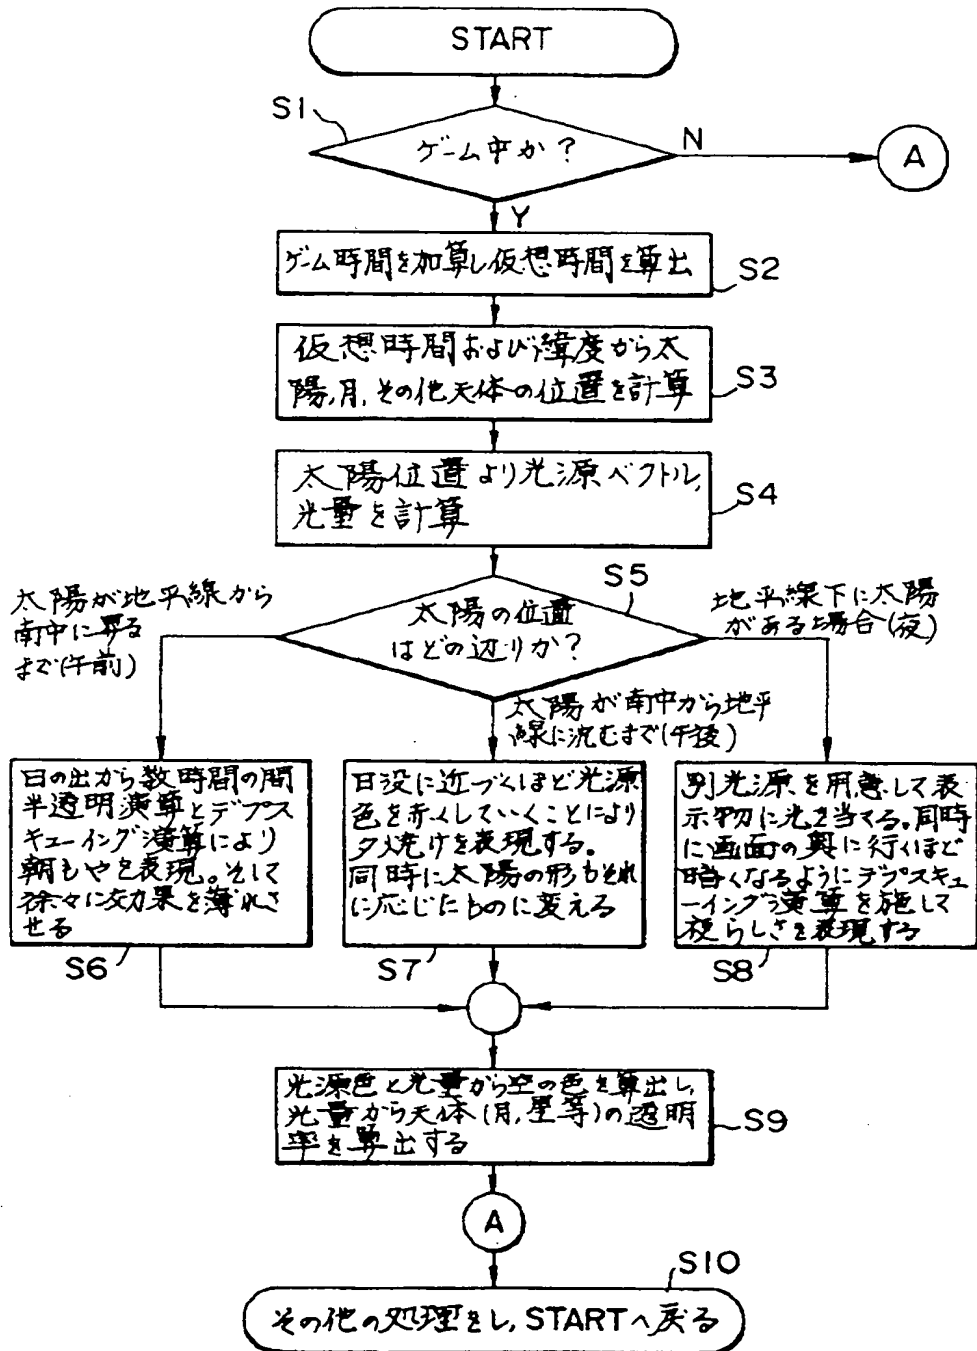 START
S1
ゲーム中か?
N
A
Y
ゲーム時間を加算し仮想時間を算出
S2
仮想時間および緯度から太
陽,月,その他天体の位置を計算
S3
太陽位置より光源ベクトル,
光量を計算
S4
S5
太陽の位置
はどの辺りか?
太陽が地平線から
南中に昇る
まで(午前)
太陽が南中から地平
線に沈むまで(午後)
地平線下に太陽
がある場合(夜)
日の出から数時間の間
半透明演算とデプス
キューイング演算により
朝もやを表現。そして
徐々に効果を薄れさ
せる
S6
日没に近づくほど光源
色を赤くしていくことにより
夕焼けを表現する。
同時に太陽の形もそれ
に応じたものに変える
S7
別光源を用意して表
示物に光を当てる。同時
に画面の奥に行くほど
暗くなるようにデプスキュ
ーイング演算を施して
夜らしさを表現する
S8
光源色と光量から空の色を算出し,
光量から天体(月,星等)の透明
率を算出する
S9
A
S10
その他の処理をし,STARTへ戻る